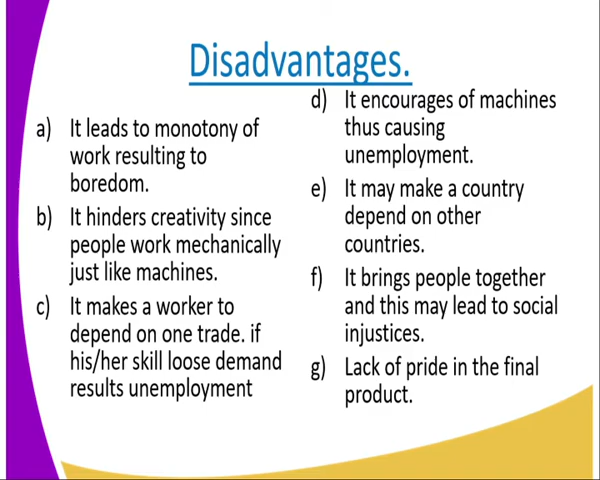 Disadvantages.
a) It leads to monotony of
work resulting to
boredom.
b) It hinders creativity since
people work mechanically
just like machines.
c) It makes a worker to
depend on one trade. if
his/her skill loose demand
results unemployment
d) It encourages of machines
thus causing
unemployment.
e) It may make a country
depend on other
countries.
f) It brings people together
and this may lead to social
injustices.
g) Lack of pride in the final
product.